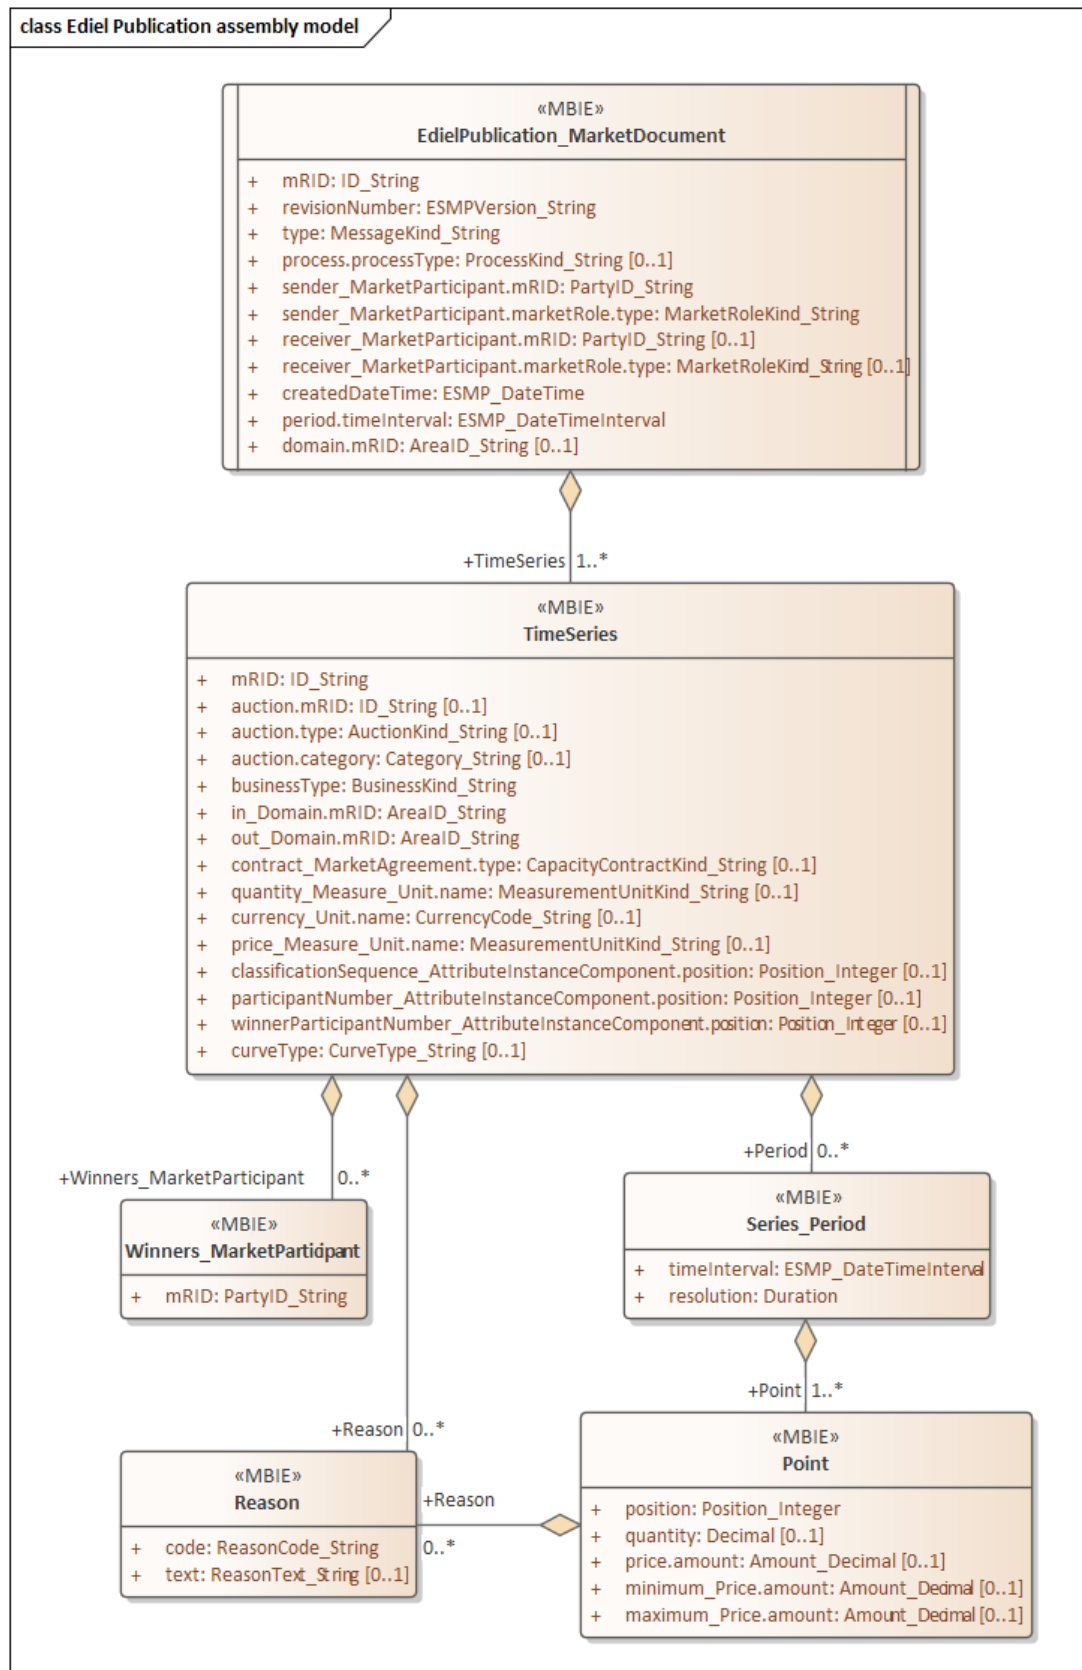 class Ediel Publication assembly model
«MBIE»
EdielPublication_MarketDocument
+ mRID: ID_String
+ revisionNumber: ESMPVersion_String
+ type: MessageKind_String
+ process.processType: ProcessKind_String [0..1]
+ sender_MarketParticipant.mRID: PartyID_String
+ sender_MarketParticipant.marketRole.type: MarketRoleKind_String
+ receiver_MarketParticipant.mRID: PartyID_String [0..1]
+ receiver_MarketParticipant.marketRole.type: MarketRoleKind_String [0..1]
+ createdDateTime: ESMP_DateTime
+ period.timeInterval: ESMP_DateTimeInterval
+ domain.mRID: AreaID_String [0..1]
+TimeSeries 1..*
«MBIE»
TimeSeries
+ mRID: ID_String
+ auction.mRID: ID_String [0..1]
+ auction.type: AuctionKind_String [0..1]
+ auction.category: Category_String [0..1]
+ businessType: BusinessKind_String
+ in_Domain.mRID: AreaID_String
+ out_Domain.mRID: AreaID_String
+ contract_MarketAgreement.type: CapacityContractKind_String [0..1]
+ quantity_Measure_Unit.name: MeasurementUnitKind_String [0..1]
+ currency_Unit.name: CurrencyCode_String [0..1]
+ price_Measure_Unit.name: MeasurementUnitKind_String [0..1]
+ classificationSequence_AttributeInstanceComponent.position: Position_Integer [0..1]
+ participantNumber_AttributeInstanceComponent.position: Position_Integer [0..1]
+ winnerParticipantNumber_AttributeInstanceComponent.position: Position_Integer [0..1]
+ curveType: CurveType_String [0..1]
+Winners_MarketParticipant 0..*
«MBIE»
Winners_MarketParticipant
+ mRID: PartyID_String
+Period 0..*
«MBIE»
Series_Period
+ timeInterval: ESMP_DateTimeInterval
+ resolution: Duration
+Point 1..*
+Reason 0..*
«MBIE»
Reason
+ code: ReasonCode_String
+ text: ReasonText_String [0..1]
+Reason
0..*
«MBIE»
Point
+ position: Position_Integer
+ quantity: Decimal [0..1]
+ price.amount: Amount_Decimal [0..1]
+ minimum_Price.amount: Amount_Decimal [0..1]
+ maximum_Price.amount: Amount_Decimal [0..1]